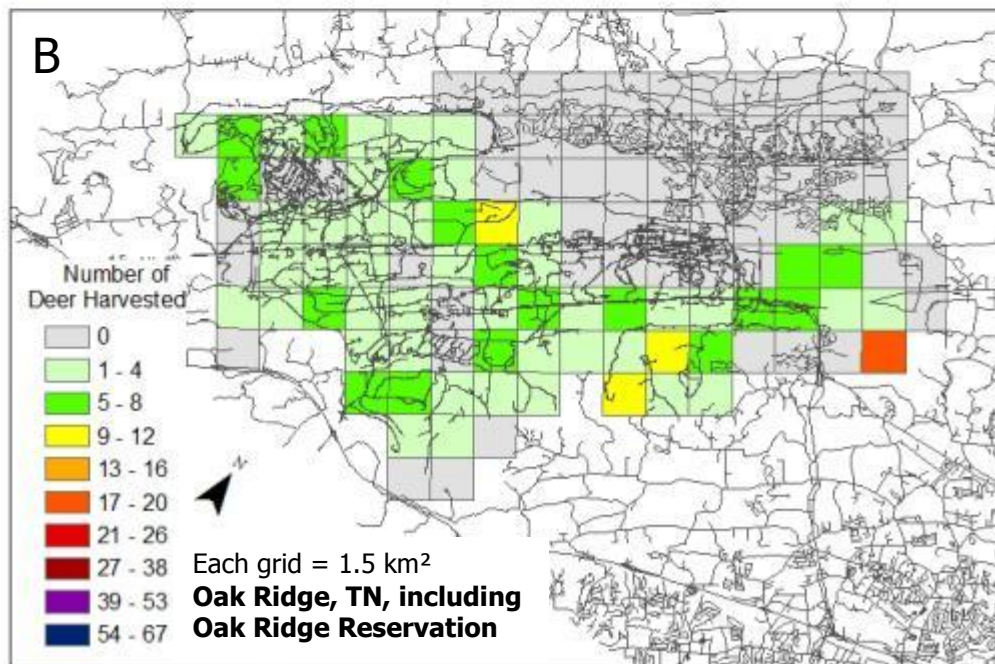 B
Number of
Deer Harvested
0
1 - 4
5 - 8
9 - 12
13 - 16
17 - 20
21 - 26
27 - 38
39 - 53
54 - 67
N
Each grid = 1.5 km²
Oak Ridge, TN, including
Oak Ridge Reservation